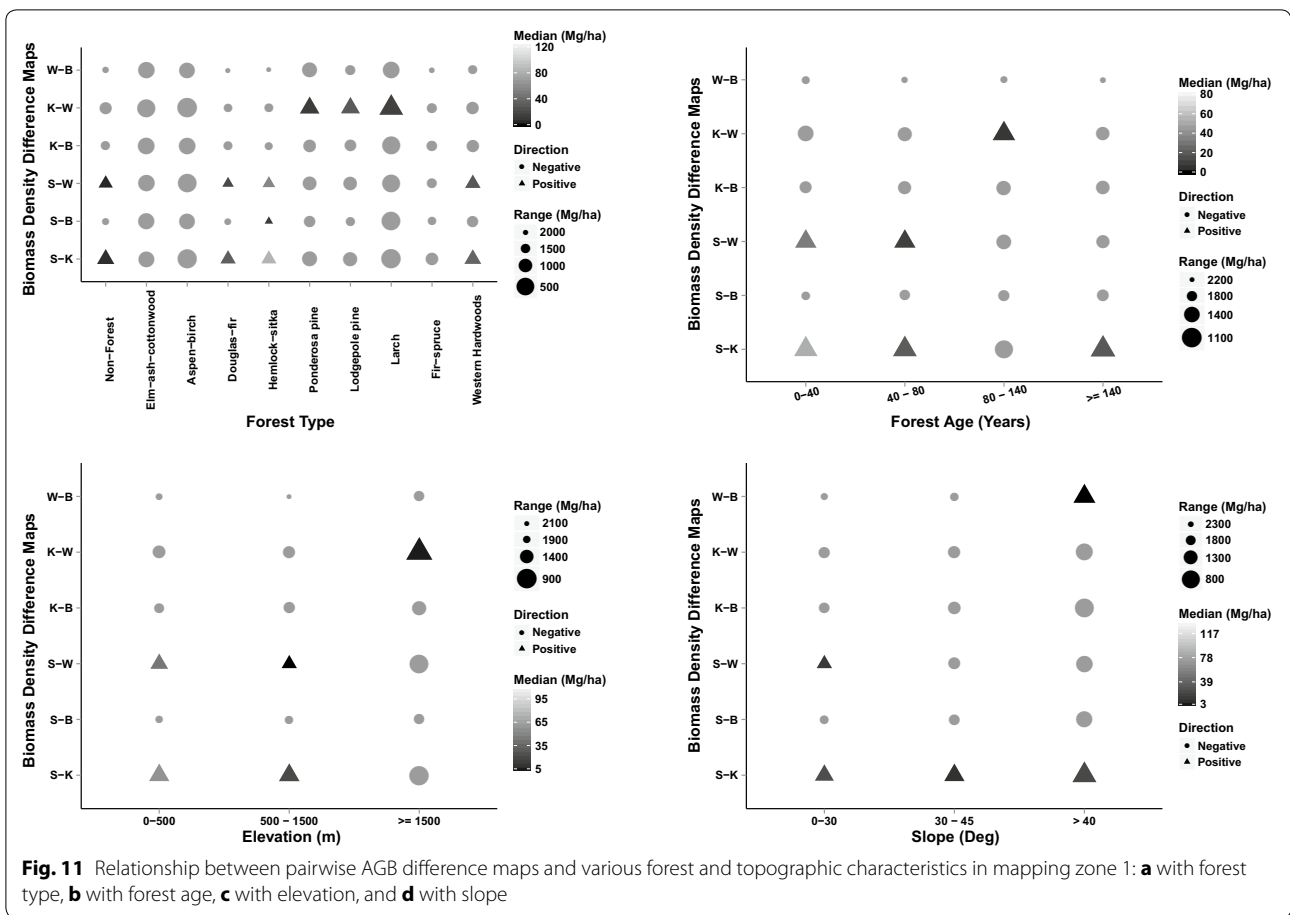 Biomass Density Difference Maps
W−B
K−W
K−B
S−W
S−B
S−K
Non−Forest
Elm−ash−cottonwood
Aspen−birch
Douglas−fir
Hemlock−sitka
Ponderosa pine
Lodgepole pine
Larch
Fir−spruce
Western Hardwoods
Forest Type
Median (Mg/ha)
120
80
40
0
Direction
Negative
Positive
Range (Mg/ha)
2000
1500
1000
500
Biomass Density Difference Maps
W−B
K−W
K−B
S−W
S−B
S−K
0−40
40 − 80
80 − 140
>= 140
Forest Age (Years)
Median (Mg/ha)
80
60
40
20
0
Direction
Negative
Positive
Range (Mg/ha)
2200
1800
1400
1100
Biomass Density Difference Maps
W−B
K−W
K−B
S−W
S−B
S−K
0−500
500 − 1500
>= 1500
Elevation (m)
Range (Mg/ha)
2100
1900
1400
900
Direction
Negative
Positive
Median (Mg/ha)
95
65
35
5
Biomass Density Difference Maps
W−B
K−W
K−B
S−W
S−B
S−K
0−30
30 − 45
> 40
Slope (Deg)
Range (Mg/ha)
2300
1800
1300
800
Median (Mg/ha)
117
78
39
3
Direction
Negative
Positive
Fig. 11 Relationship between pairwise AGB difference maps and various forest and topographic characteristics in mapping zone 1: a with forest
type, b with forest age, c with elevation, and d with slope